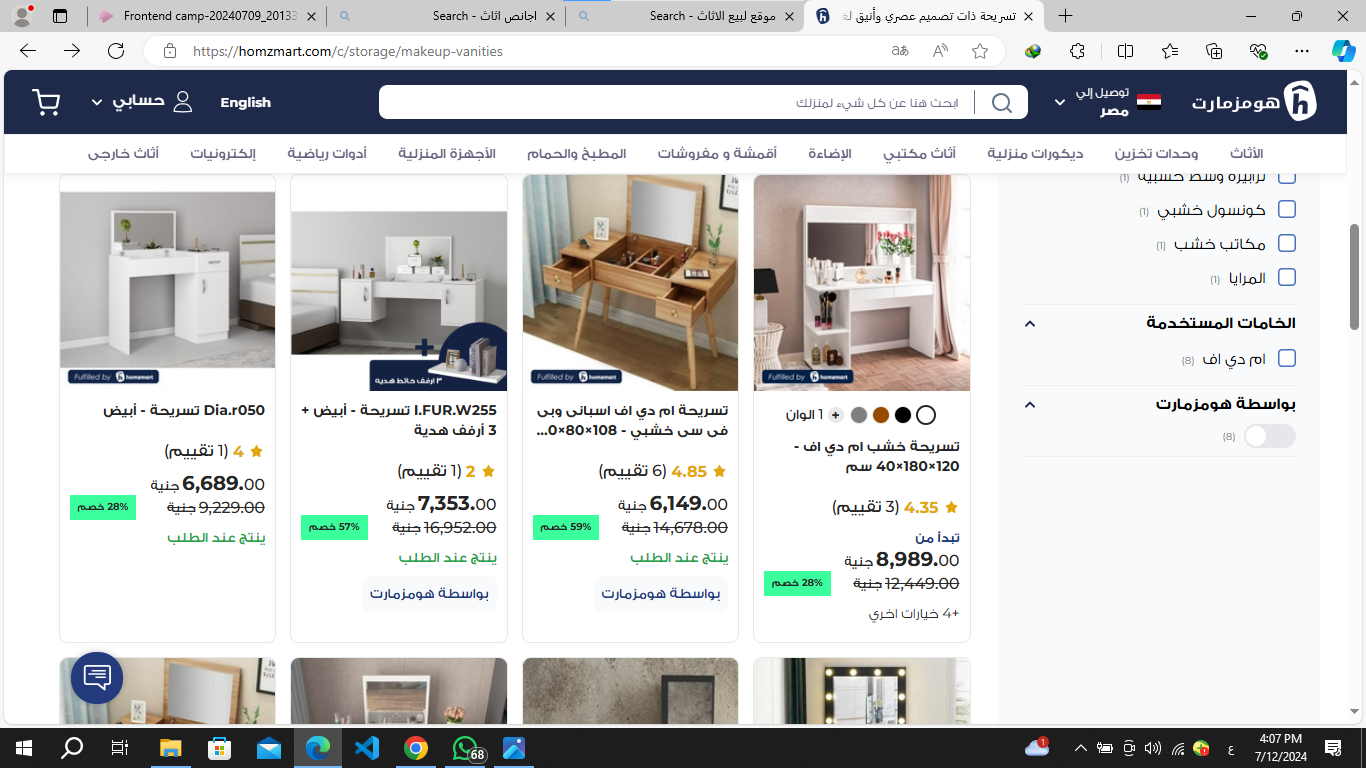 Frontend camp-20240709_20133
اجانص اثاث - Search
موقع لبيع الاثاث - Search
تسريحة ذات تصميم عصري وأنيق لغ
https://homzmart.com/c/storage/makeup-vanities
هومزمارت
توصيل إلي
مصر
ابحث هنا عن كل شيء لمنزلك
English
حسابي
الأثاث
وحدات تخزين
ديكورات منزلية
أثاث مكتبي
الإضاءة
أقمشة و مفروشات
المطبخ والحمام
الأجهزة المنزلية
أدوات رياضية
إلكترونيات
أثاث خارجى
ترابيزة وسط خشبية (1)
كونسول خشبي (1)
مكاتب خشب (1)
المرايا (1)
الخامات المستخدمة
ام دي اف (8)
بواسطة هومزمارت
(8)
Fulfilled by homzmart
+ 1 الوان
تسريحة خشب ام دي اف -
120×180×40 سم
4.35 (3 تقييم)
تبدأ من
8,989.00 جنية
12,449.00 جنية
28% خصم
+4 خيارات اخري
Fulfilled by homzmart
تسريحة ام دي اف اسبانى وبى
فى سى خشبي - 108×80×0...
4.85 (6 تقييم)
6,149.00 جنية
14,678.00 جنية
59% خصم
ينتج عند الطلب
بواسطة هومزمارت
Fulfilled by homzmart
+
٣ ارفف حائط هديه
I.FUR.W255 تسريحة - أبيض +
3 أرفف هدية
2 (1 تقييم)
7,353.00 جنية
16,952.00 جنية
57% خصم
ينتج عند الطلب
بواسطة هومزمارت
Fulfilled by homzmart
Dia.r050 تسريحة - أبيض
4 (1 تقييم)
6,689.00 جنية
9,229.00 جنية
28% خصم
ينتج عند الطلب
68
1
ع
4:07 PM
7/12/2024